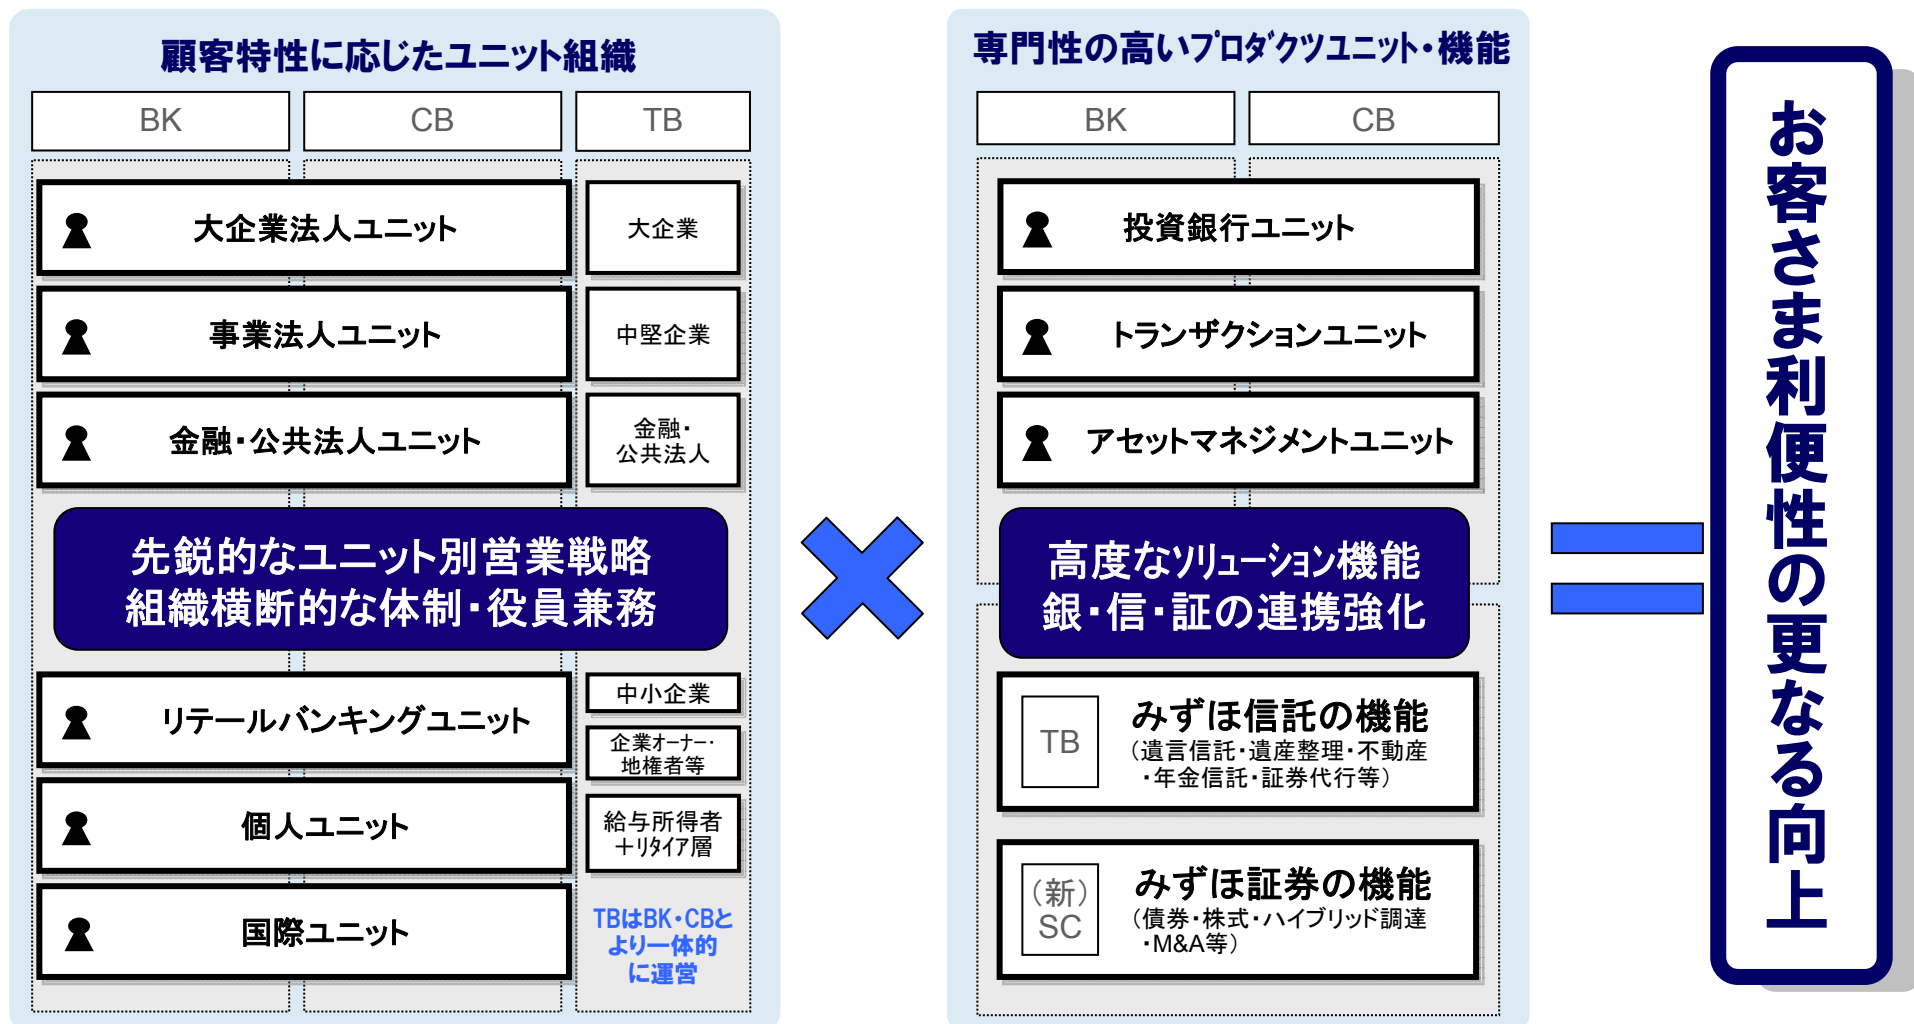 顧客特性に応じたユニット組織
BK
CB
TB
大企業法人ユニット
大企業
事業法人ユニット
中堅企業
金融・公共法人ユニット
金融・
公共法人
先鋭的なユニット別営業戦略
組織横断的な体制・役員兼務
リテールバンキングユニット
中小企業
企業オーナー・
地権者等
個人ユニット
給与所得者
＋リタイア層
国際ユニット
TBはBK・CBと
より一体的
に運営
専門性の高いプロダクツユニット・機能
BK
CB
投資銀行ユニット
トランザクションユニット
アセットマネジメントユニット
高度なソリューション機能
銀・信・証の連携強化
TB
みずほ信託の機能
（遺言信託・遺産整理・不動産
・年金信託・証券代行等）
（新）
SC
みずほ証券の機能
（債券・株式・ハイブリッド調達
・M&A等）
お客さま利便性の更なる向上